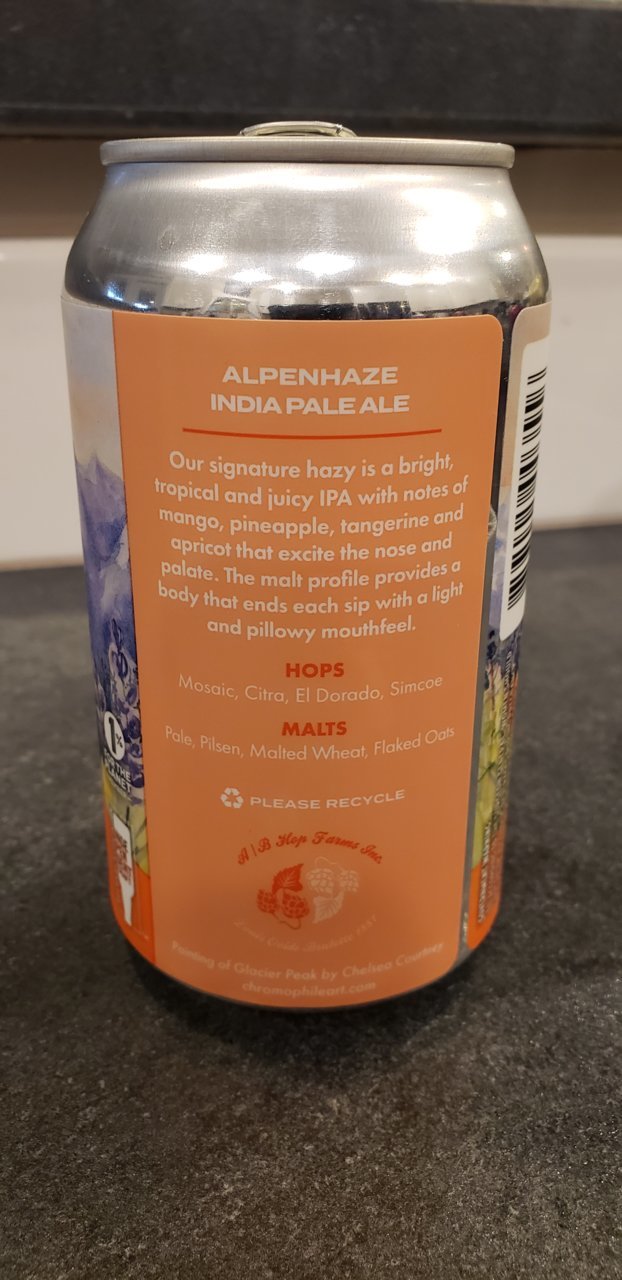 ALPENHAZE
INDIA PALE ALE
Our signature hazy is a bright,
tropical and juicy IPA with notes of
mango, pineapple, tangerine and
apricot that excite the nose and
palate. The malt profile provides a
body that ends each sip with a light
and pillowy mouthfeel.
HOPS
Mosaic, Citra, El Dorado, Simcoe
MALTS
Pale, Pilsen, Malted Wheat, Flaked Oats
PLEASE RECYCLE
A|B Hop Farms Inc.
1857
Painting of Glacier Peak by Chelsea Courtney
chromophileart.com
1%